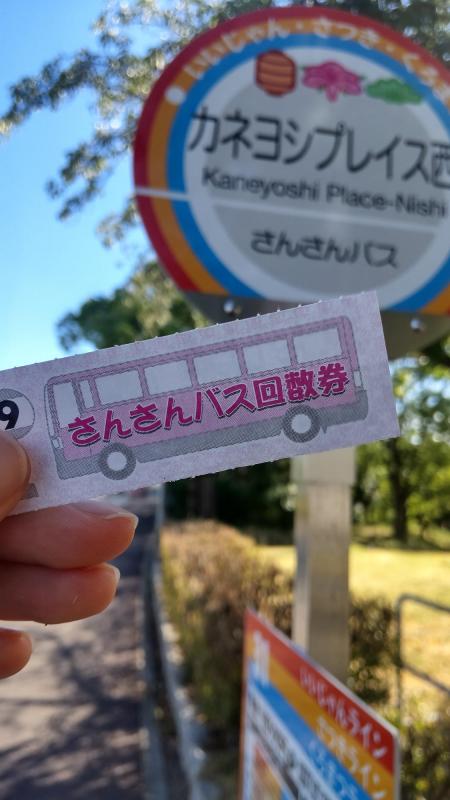 いいじゃん・さつき・くろま
カネヨシプレイス西
Kaneyoshi Place-Nishi
さんさんバス
9
さんさんバス回数券
いいじゃんライン
さつきライン